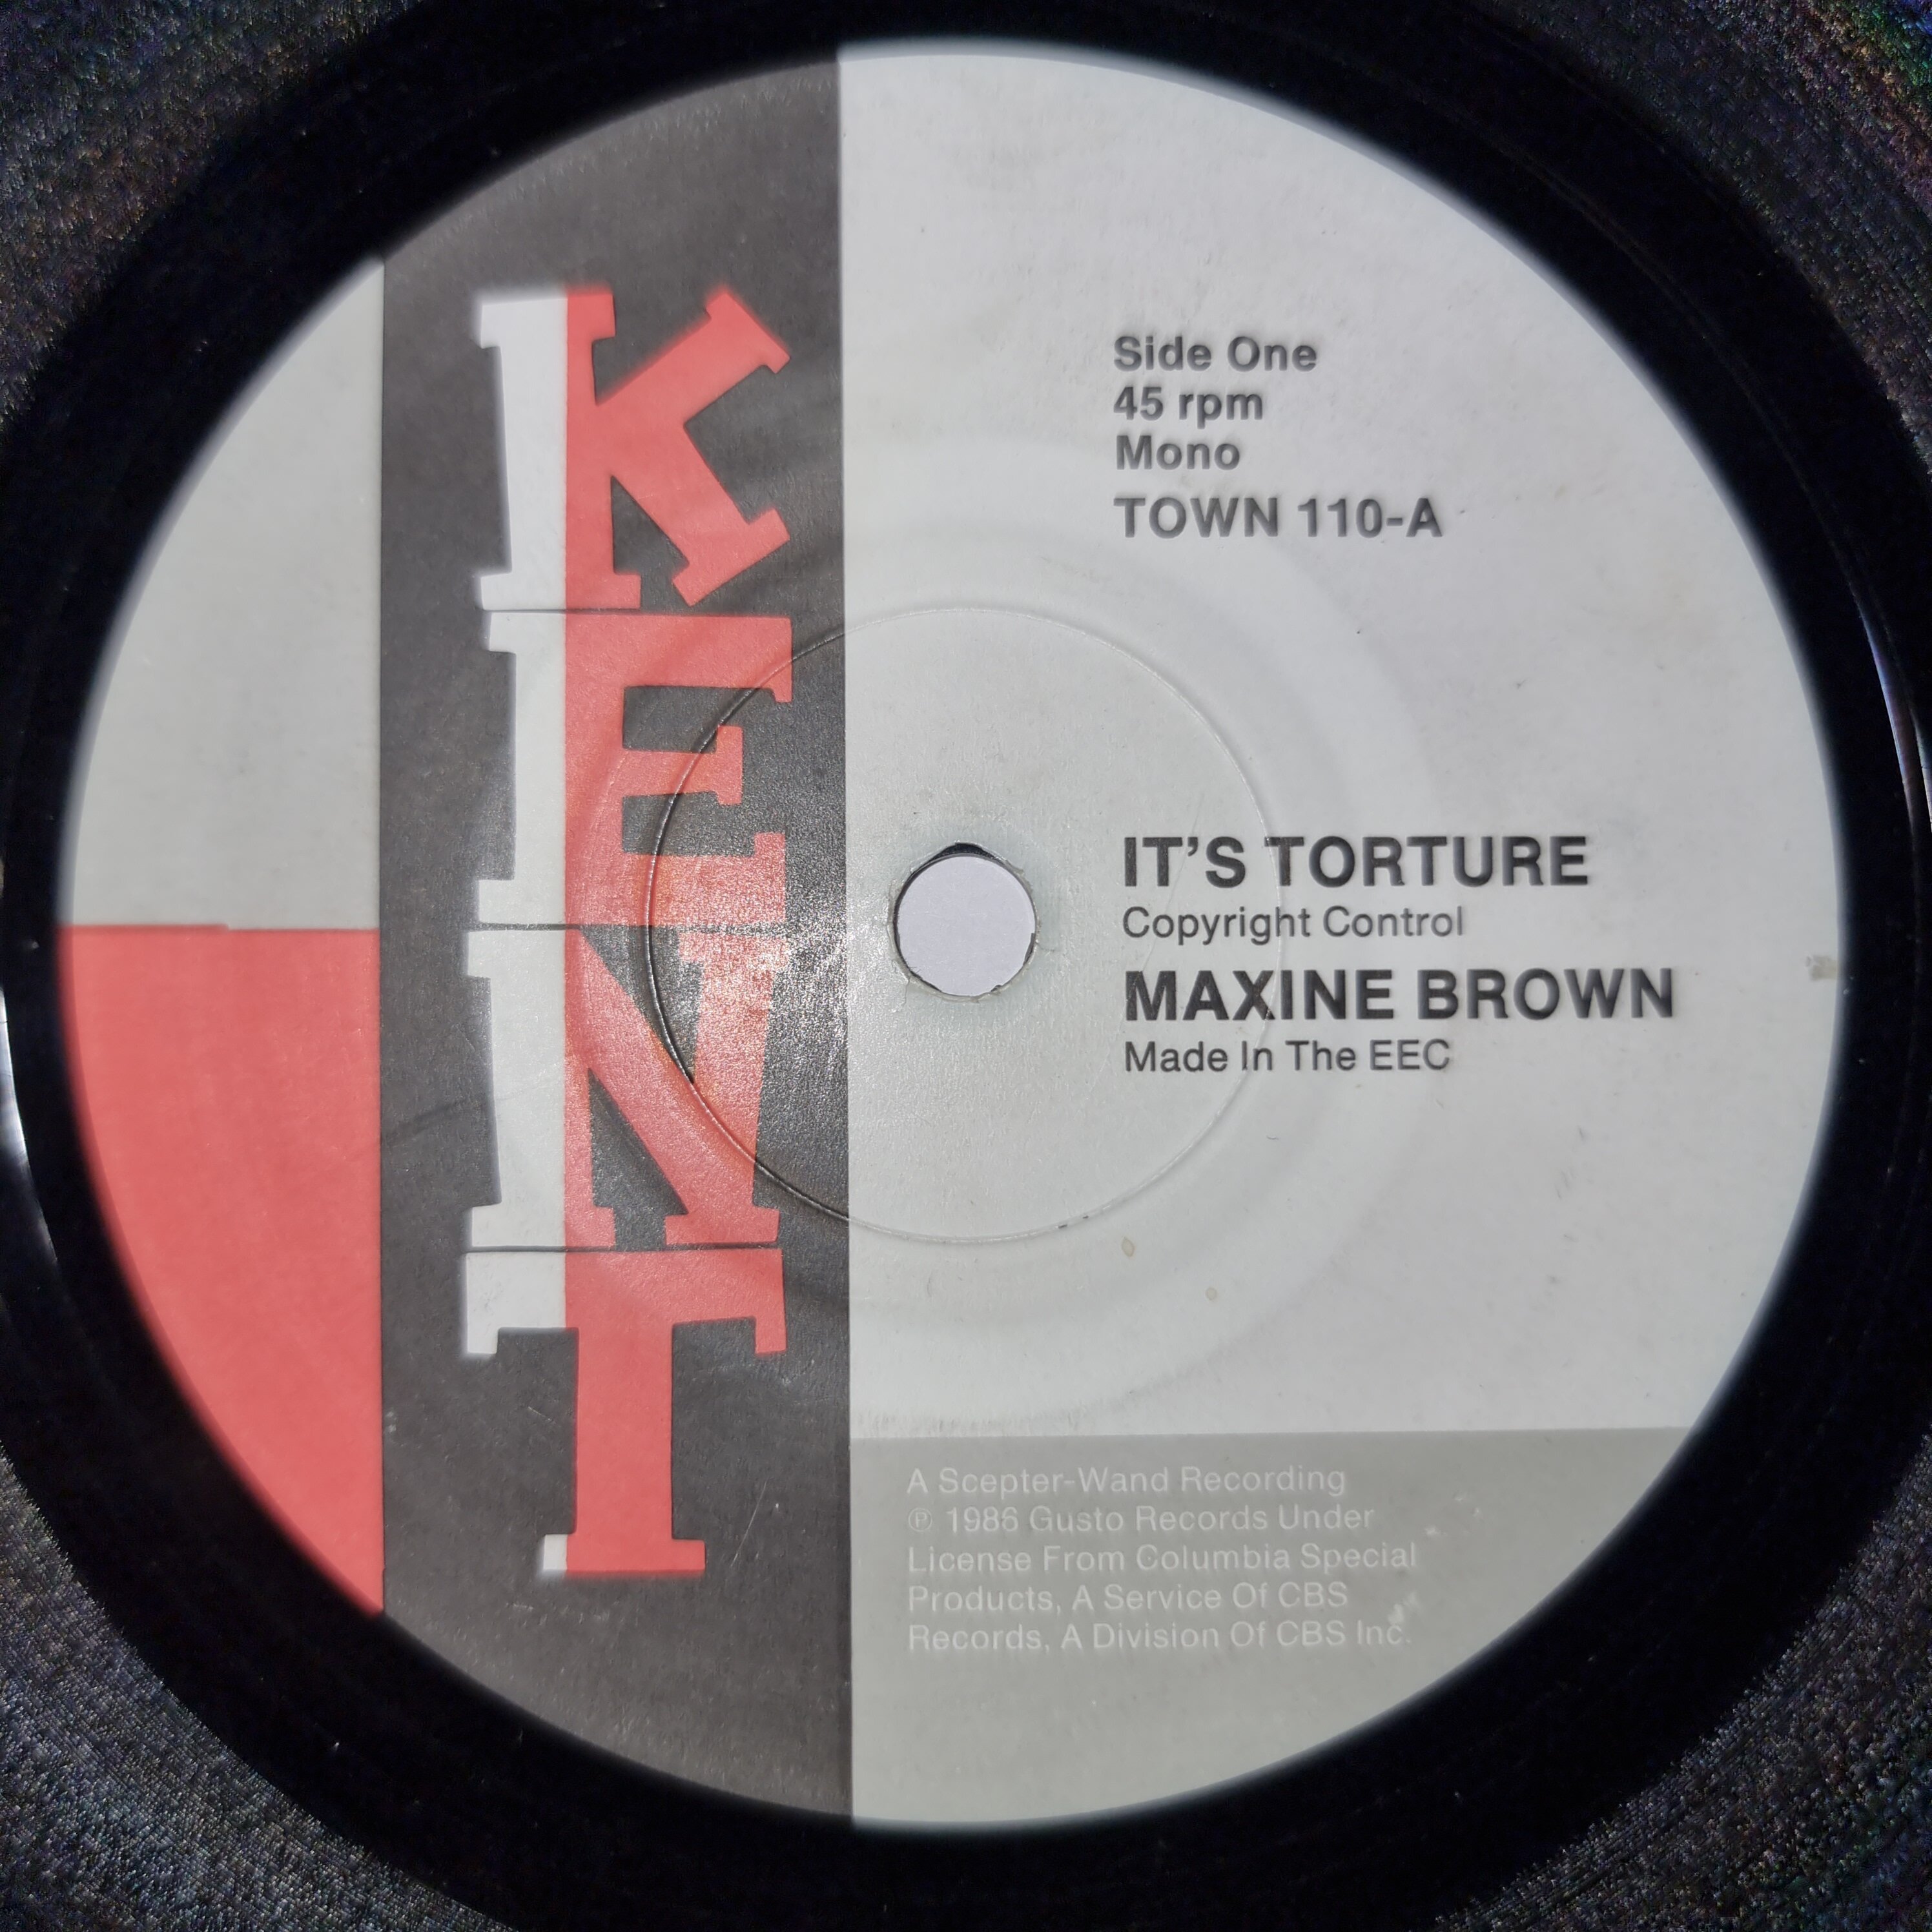 KENT
Side One
45 rpm
Mono
TOWN 110-A
IT'S TORTURE
Copyright Control
MAXINE BROWN
Made In The EEC
A Scepter-Wand Recording
℗ 1986 Gusto Records Under
License From Columbia Special
Products, A Service Of CBS
Records, A Division Of CBS Inc.